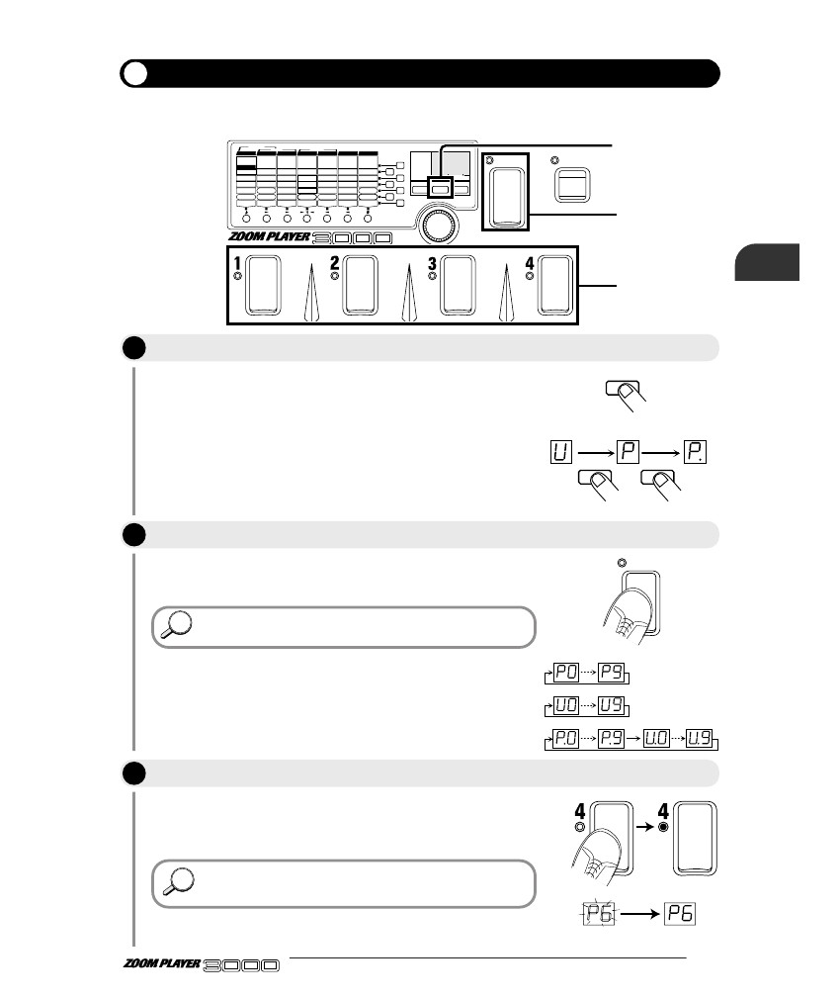 ZOOM PLAYER 3000
1 2 3 4
U P P.
P0 P9
U0 U9
P.0 P.9 U.0 U.9
4 4
P6 P6
ZOOM PLAYER 3000